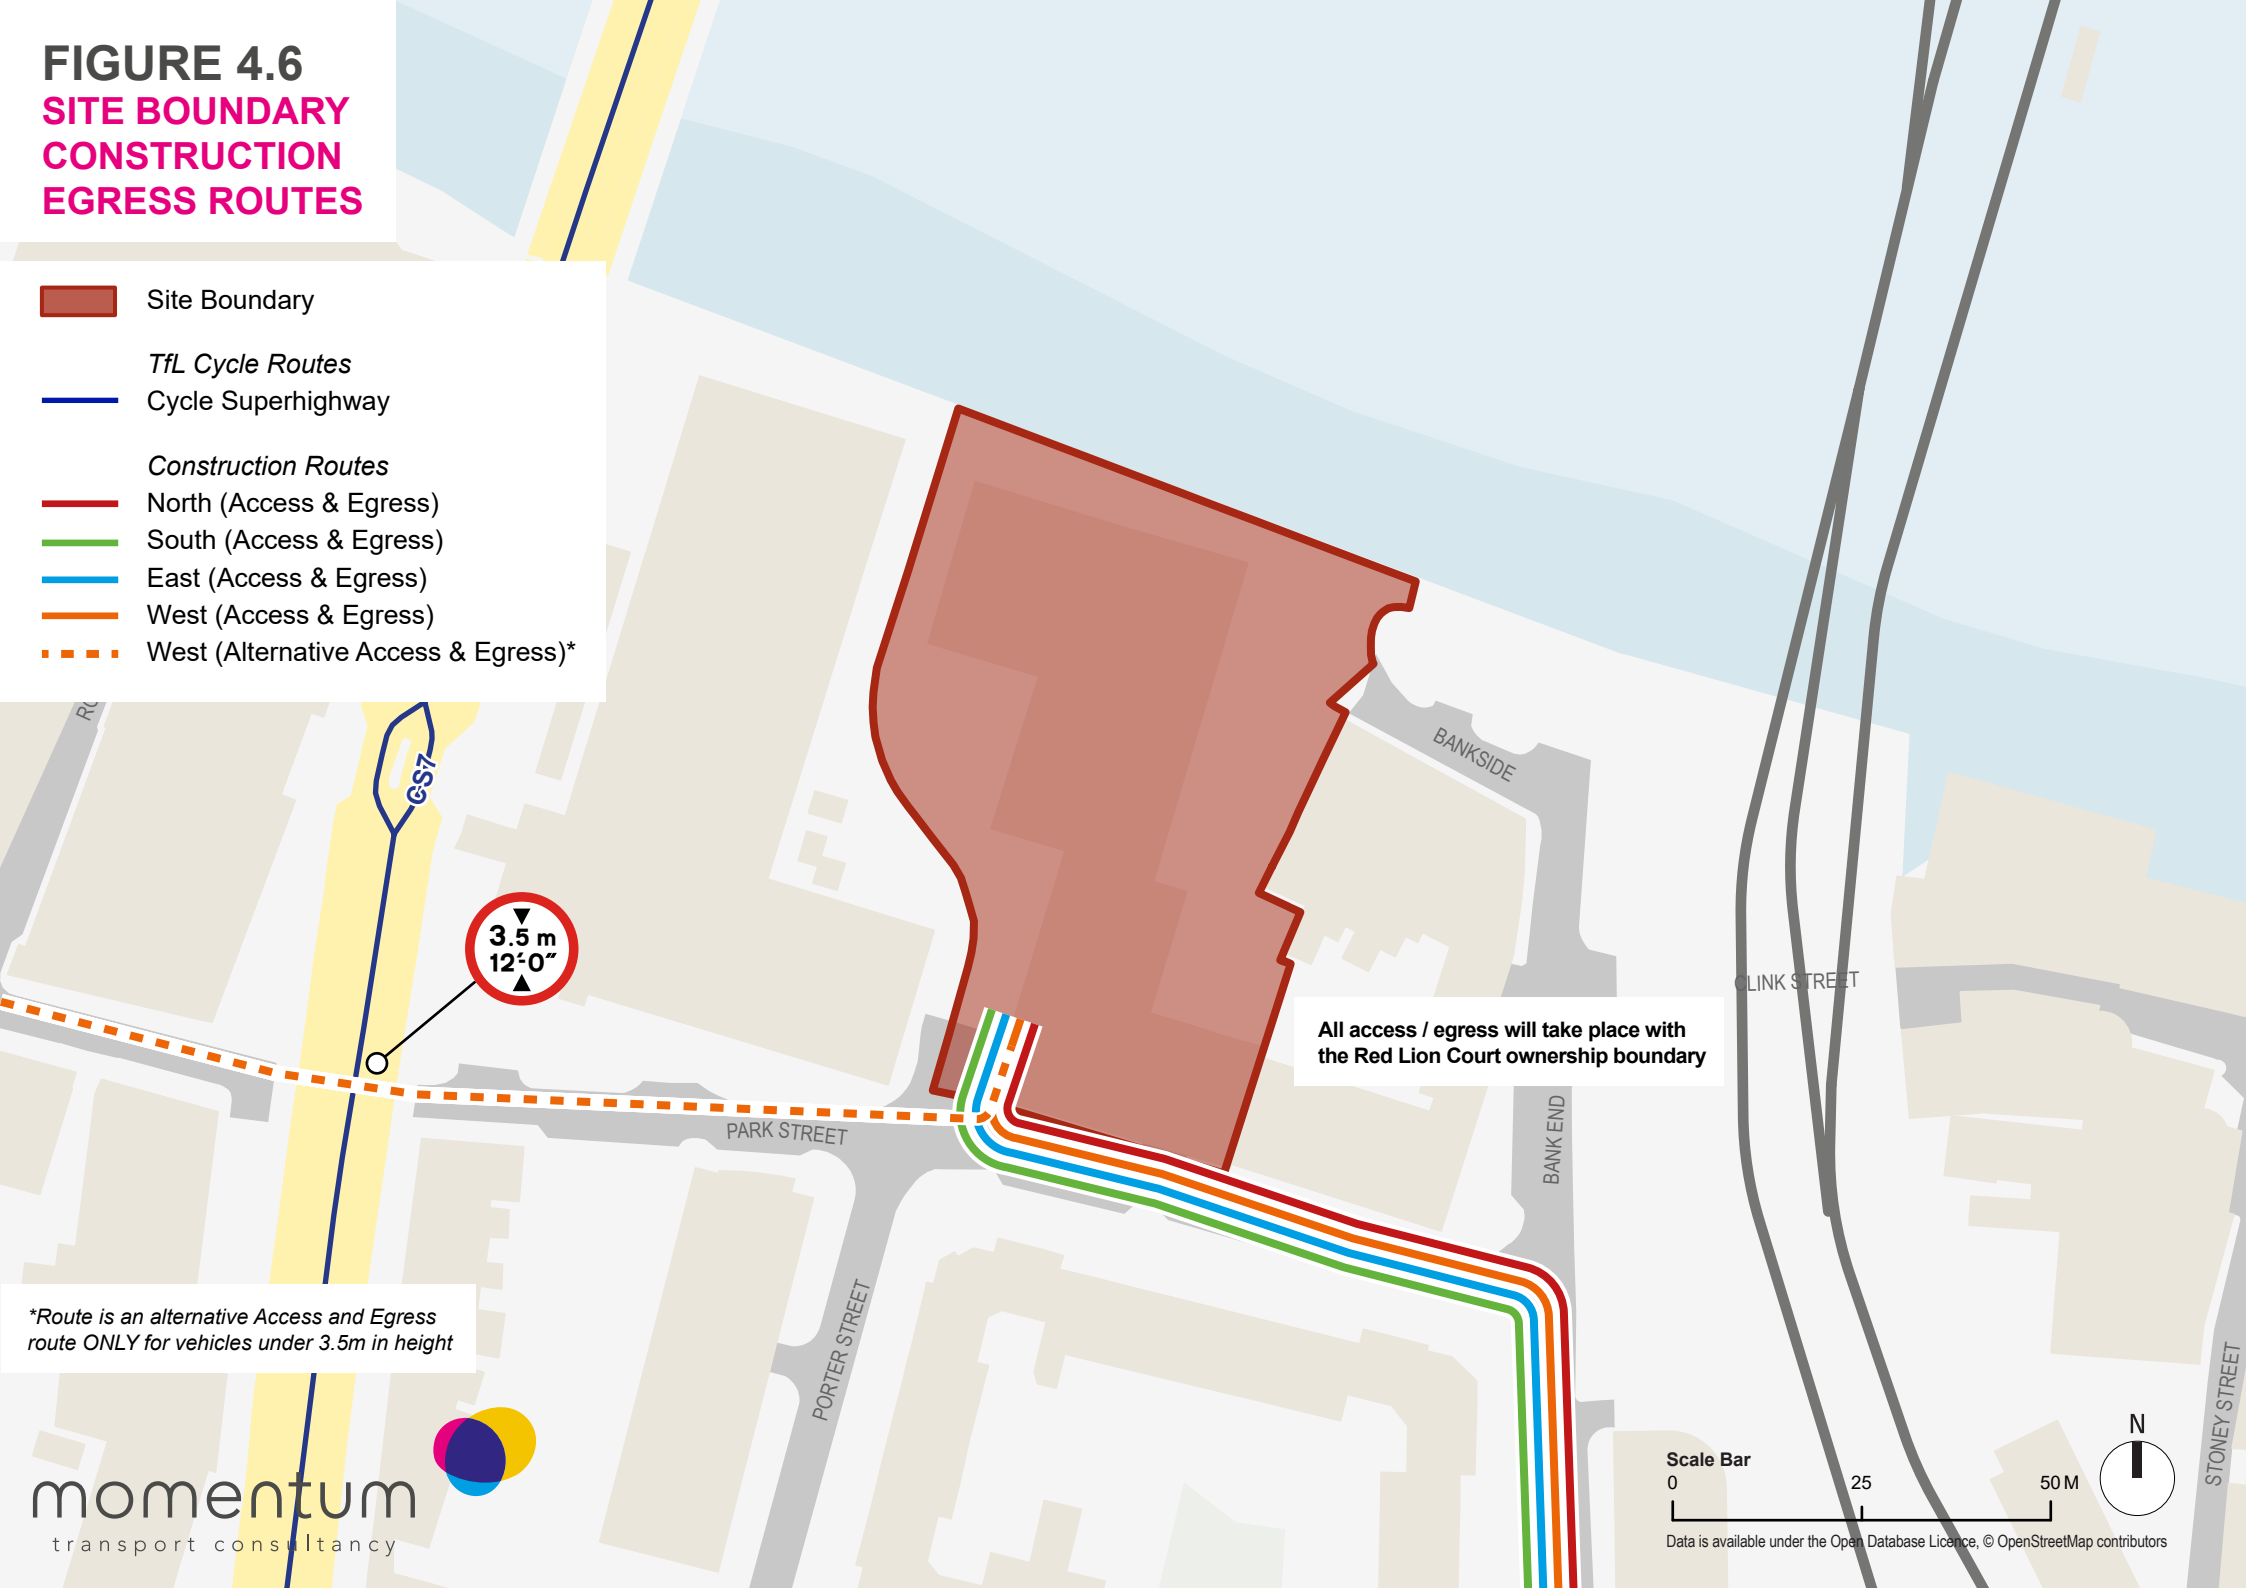 FIGURE 4.6
SITE BOUNDARY
CONSTRUCTION
EGRESS ROUTES
Site Boundary
TfL Cycle Routes
Cycle Superhighway
Construction Routes
North (Access & Egress)
South (Access & Egress)
East (Access & Egress)
West (Access & Egress)
West (Alternative Access & Egress)*
CS7
3.5 m
12'-0"
BANKSIDE
CLINK STREET
All access / egress will take place with
the Red Lion Court ownership boundary
PARK STREET
BANK END
PORTER STREET
STONEY STREET
*Route is an alternative Access and Egress
route ONLY for vehicles under 3.5m in height
momentum
transport consultancy
Scale Bar
0 25 50 M
N
Data is available under the Open Database Licence, © OpenStreetMap contributors